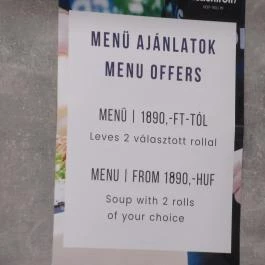 MENÜ AJÁNLATOK
MENU OFFERS
MENÜ | 1890,-FT-TÓL
Leves 2 választott rollal
MENU | FROM 1890,-HUF
Soup with 2 rolls
of your choice